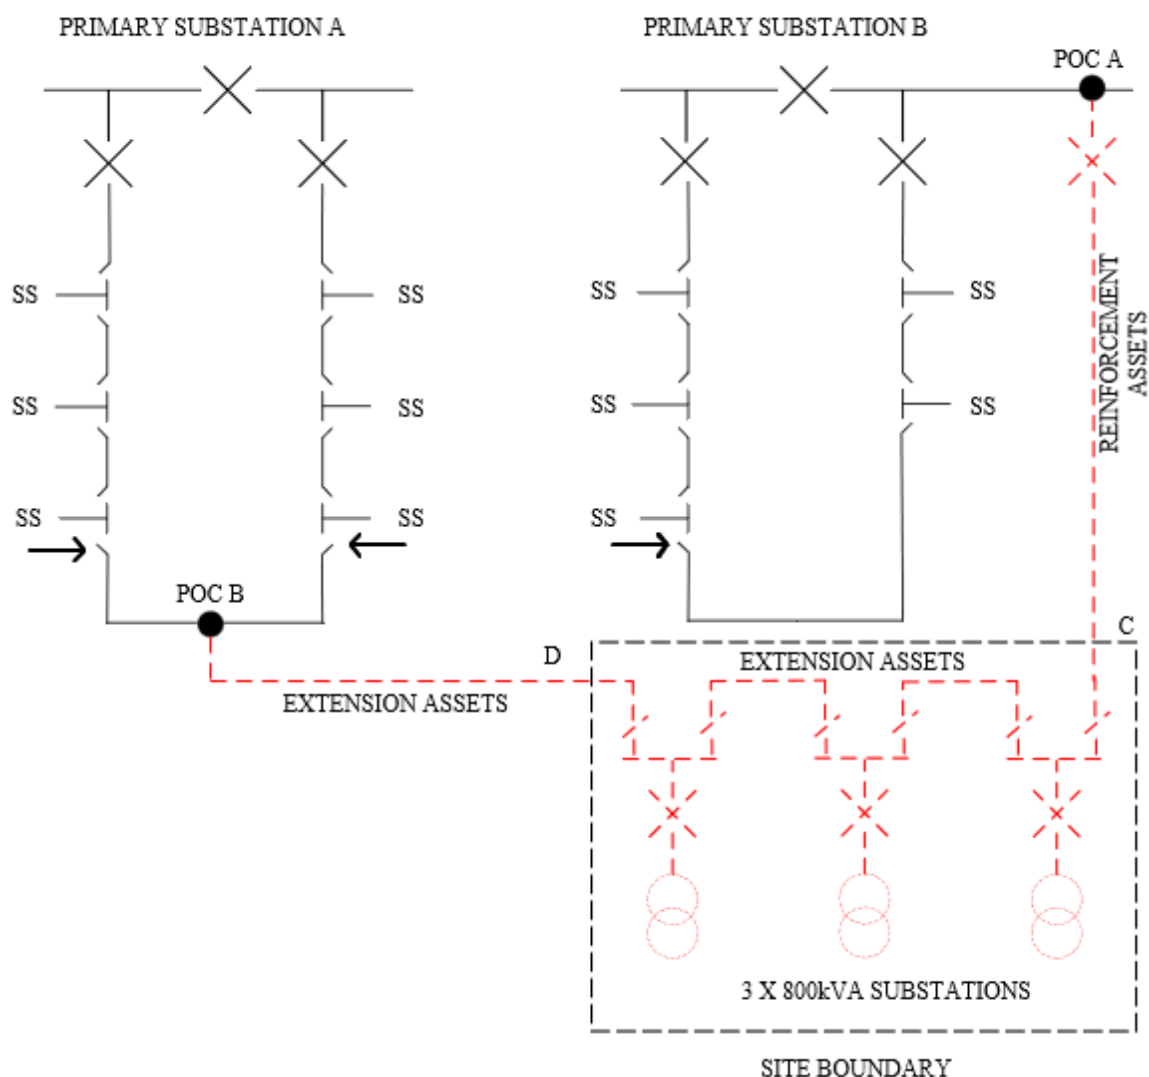 PRIMARY SUBSTATION A
PRIMARY SUBSTATION B
POC A
SS
SS
SS
SS
SS
SS
SS
SS
SS
SS
SS
REINFORCEMENT
ASSETS
POC B
C
D
EXTENSION ASSETS
EXTENSION ASSETS
3 X 800kVA SUBSTATIONS
SITE BOUNDARY